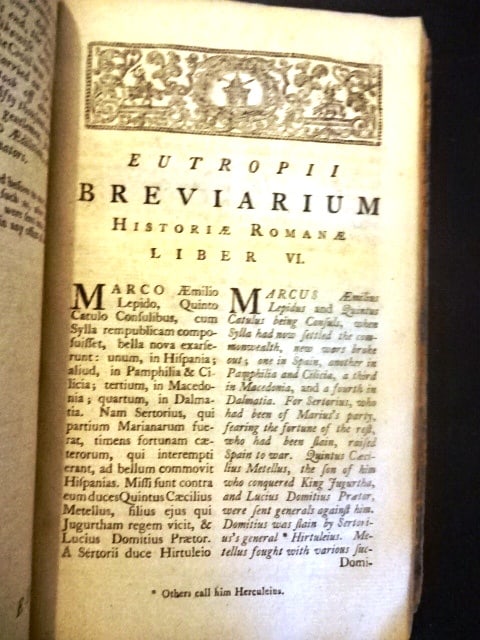 EUTROPII
BREVIARIUM
HISTORIÆ ROMANÆ
LIBER VI.
MARCO Æmilio
Lepido, Quinto
Catulo Consulibus, cum
Sylla rempublicam compo-
suisset, bella nova exarse-
runt: unum, in Hispania;
aliud, in Pamphilia & Ci-
licia; tertium, in Macedo-
nia; quartum, in Dalma-
tia. Nam Sertorius, qui
partium Marianarum fue-
rat, timens fortunam cæ-
terorum, qui interempti
erant, ad bellum commovit
Hispanias. Missi sunt contra
eum duces Quintus Cæcilius
Metellus, filius ejus qui
Jugurtham regem vicit, &
Lucius Domitius Prætor.
A Sertorii duce Hirtuleio
MARCUS Æmilius
Lepidus and Quintus
Catulus being Consuls, when
Sylla had now settled the com-
monwealth, new wars broke
out; one in Spain, another in
Pamphilia and Cilicia, a third
in Macedonia, and a fourth in
Dalmatia. For Sertorius, who
had been of Marius's party,
fearing the fortune of the rest,
who had been slain, raised
Spain to war. Quintus Cæci-
lius Metellus, the son of him
who conquered King Jugurtha,
and Lucius Domitius Prætor,
were sent generals against him.
Domitius was slain by Sertori-
us's general * Hirtuleius. Me-
tellus fought with various suc-
Domi-
* Others call him Herculeius.